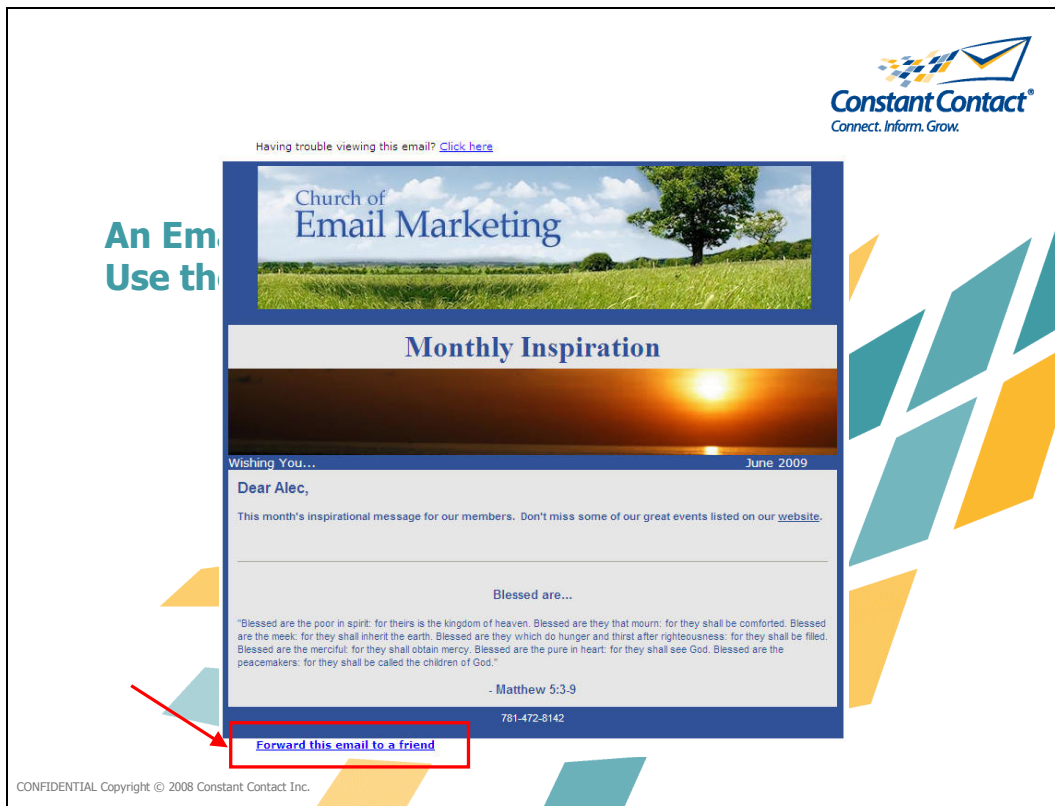 Constant Contact®
Connect. Inform. Grow.
Having trouble viewing this email? Click here
Church of
Email Marketing
An
Use
Monthly Inspiration
Wishing You... June 2009
Dear Alec,
This month's inspirational message for our members. Don't miss some of our great events listed on our website.
Blessed are...
"Blessed are the poor in spirit: for theirs is the kingdom of heaven. Blessed are they that mourn: for they shall be comforted. Blessed
are the meek: for they shall inherit the earth. Blessed are they which do hunger and thirst after righteousness: for they shall be filled.
Blessed are the merciful: for they shall obtain mercy. Blessed are the pure in heart: for they shall see God. Blessed are the
peacemakers: for they shall be called the children of God."
- Matthew 5:3-9
781-472-8142
Forward this email to a friend
CONFIDENTIAL Copyright © 2008 Constant Contact Inc.